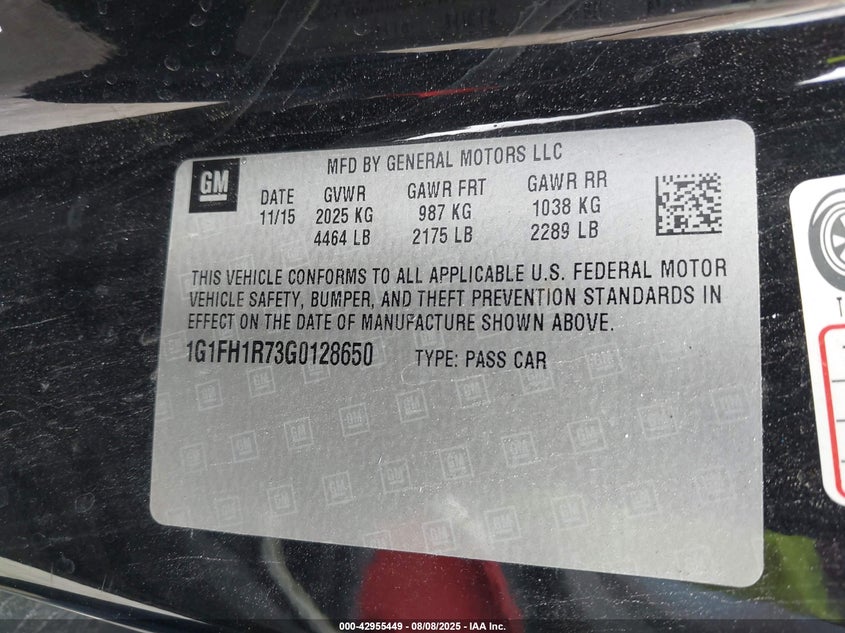 GM
MFD BY GENERAL MOTORS LLC
DATE GVWR GAWR FRT GAWR RR
11/15 2025 KG 987 KG 1038 KG
4464 LB 2175 LB 2289 LB
THIS VEHICLE CONFORMS TO ALL APPLICABLE U.S. FEDERAL MOTOR
VEHICLE SAFETY, BUMPER, AND THEFT PREVENTION STANDARDS IN
EFFECT ON THE DATE OF MANUFACTURE SHOWN ABOVE.
1G1FH1R73G0128650 TYPE: PASS CAR
000-42955449 - 08/08/2025 - IAA Inc.